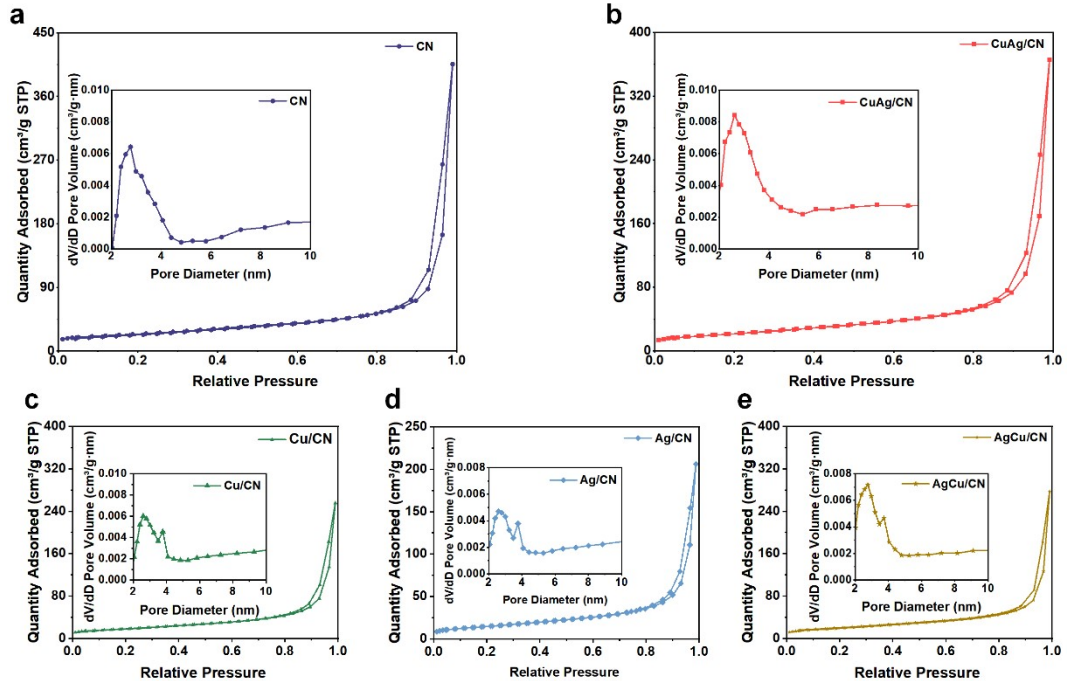 a
CN
Quantity Adsorbed (cm³/g STP)
450
360
270
180
90
0
0.0 0.2 0.4 0.6 0.8 1.0
Relative Pressure
CN
dV/dD Pore Volume (cm³/g·nm)
0.010
0.008
0.006
0.004
0.002
0.000
2 4 6 8 10
Pore Diameter (nm)
b
CuAg/CN
Quantity Adsorbed (cm³/g STP)
400
320
240
160
80
0
0.0 0.2 0.4 0.6 0.8 1.0
Relative Pressure
CuAg/CN
dV/dD Pore Volume (cm³/g·nm)
0.010
0.008
0.006
0.004
0.002
0.000
2 4 6 8 10
Pore Diameter (nm)
c
Cu/CN
Quantity Adsorbed (cm³/g STP)
400
320
240
160
80
0
0.0 0.2 0.4 0.6 0.8 1.0
Relative Pressure
Cu/CN
dV/dD Pore Volume (cm³/g·nm)
0.010
0.008
0.006
0.004
0.002
0.000
2 4 6 8 10
Pore Diameter (nm)
d
Ag/CN
Quantity Adsorbed (cm³/g STP)
250
200
150
100
50
0
0.0 0.2 0.4 0.6 0.8 1.0
Relative Pressure
Ag/CN
dV/dD Pore Volume (cm³/g·nm)
0.008
0.006
0.004
0.002
0.000
2 4 6 8 10
Pore Diameter (nm)
e
AgCu/CN
Quantity Adsorbed (cm³/g STP)
400
320
240
160
80
0
0.0 0.2 0.4 0.6 0.8 1.0
Relative Pressure
AgCu/CN
dV/dD Pore Volume (cm³/g·nm)
0.008
0.006
0.004
0.002
0.000
2 4 6 8 10
Pore Diameter (nm)